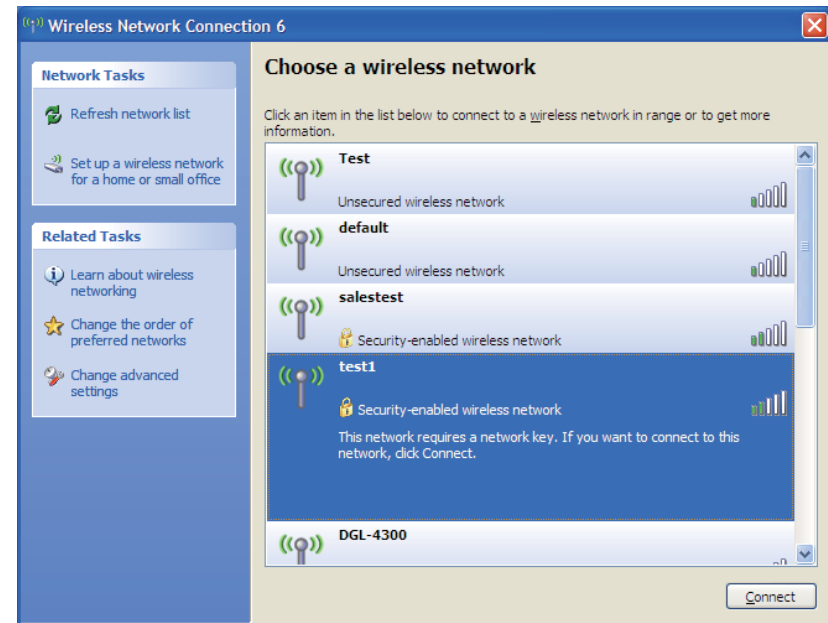 Wireless Network Connection 6
Network Tasks
Refresh network list
Set up a wireless network
for a home or small office
Related Tasks
Learn about wireless
networking
Change the order of
preferred networks
Change advanced
settings
Choose a wireless network
Click an item in the list below to connect to a wireless network in range or to get more
information.
Test
Unsecured wireless network
default
Unsecured wireless network
salestest
Security-enabled wireless network
test1
Security-enabled wireless network
This network requires a network key. If you want to connect to this
network, click Connect.
DGL-4300
Connect